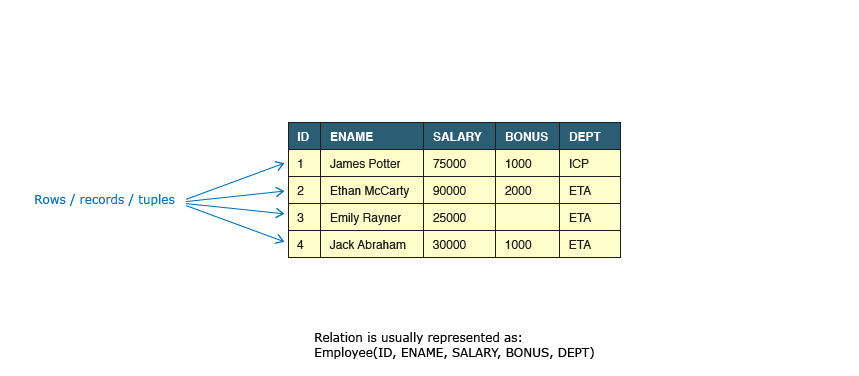 ID ENAME SALARY BONUS DEPT
1 James Potter 75000 1000 ICP
2 Ethan McCarty 90000 2000 ETA
Rows / records / tuples
3 Emily Rayner 25000 ETA
4 Jack Abraham 30000 1000 ETA
Relation is usually represented as:
Employee(ID, ENAME, SALARY, BONUS, DEPT)